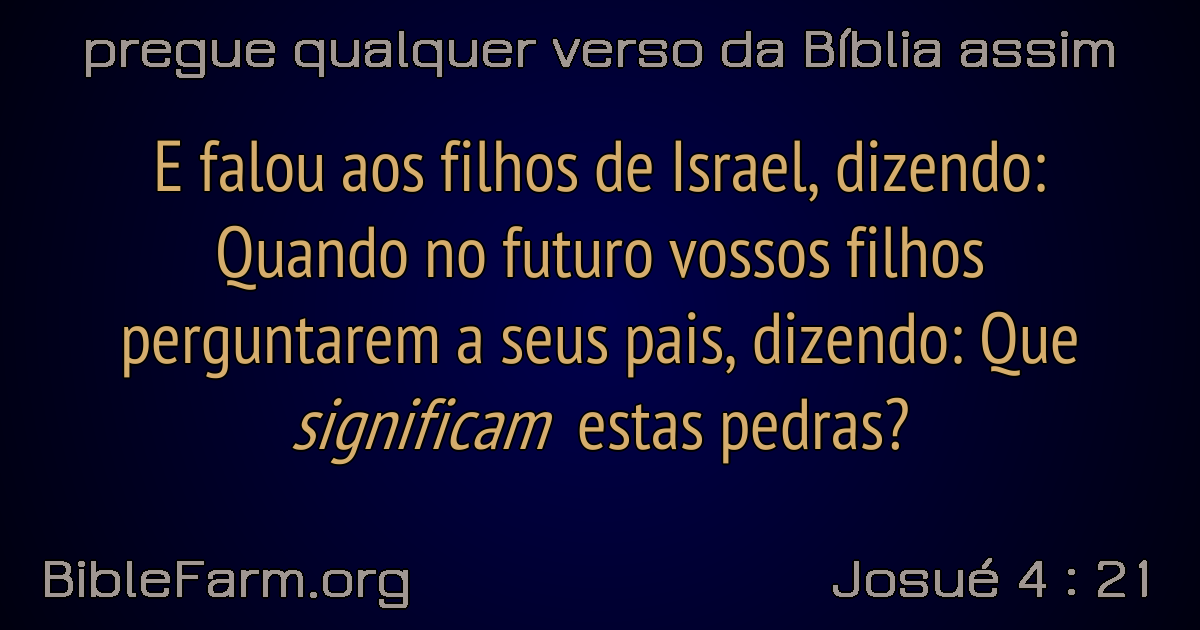 pregue qualquer verso da Bíblia assim
E falou aos filhos de Israel, dizendo:
Quando no futuro vossos filhos
perguntarem a seus pais, dizendo: Que
significam estas pedras?
BibleFarm.org
Josué 4 : 21